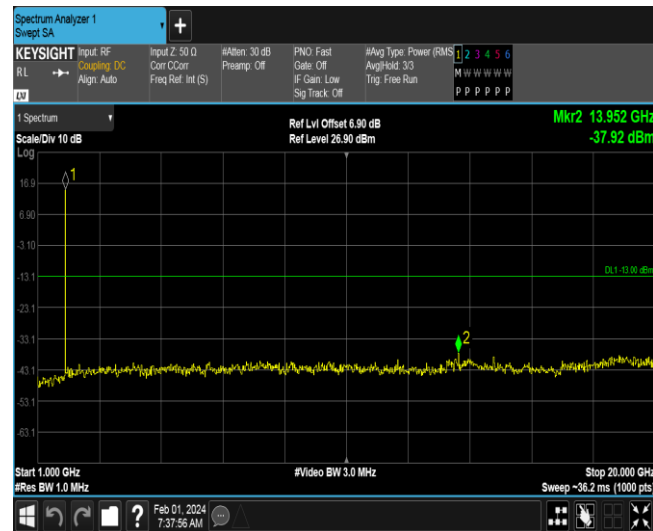 Spectrum Analyzer 1
Swept SA
+
KEYSIGHT
RL
LXI
Input: RF
Coupling: DC
Align: Auto
Input Z: 50 Ω
Corr CCorr
Freq Ref: Int (S)
#Atten: 30 dB
Preamp: Off
PNO: Fast
Gate: Off
IF Gain: Low
Sig Track: Off
#Avg Type: Power (RMS
Avg|Hold: 3/3
Trig: Free Run
1 2 3 4 5 6
M W W W W W
P P P P P P
1 Spectrum
Scale/Div 10 dB
Log
Ref Lvl Offset 6.90 dB
Ref Level 26.90 dBm
Mkr2 13.952 GHz
-37.92 dBm
1
16.9
6.90
-3.10
DL1 -13.00 dBm
-13.1
-23.1
-33.1
2
-43.1
-53.1
-63.1
Start 1.000 GHz
#Res BW 1.0 MHz
#Video BW 3.0 MHz
Stop 20.000 GHz
Sweep ~36.2 ms (1000 pts)
?
Feb 01, 2024
7:37:56 AM